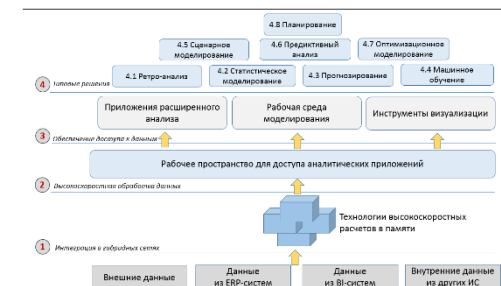 4.8 Планирование
4.5 Сценарное
моделирование
4.6 Предиктивный
анализ
4.7 Оптимизационное
моделирование
4.1 Ретро-анализ
4.2 Статистическое
моделирование
4.3 Прогнозирование
4.4 Машинное
обучение
4 Типовые решения
Приложения расширенного
анализа
Рабочая среда
моделирования
Инструменты визуализации
3 Обеспечение доступа к данным
Рабочее пространство для доступа аналитических приложений
2 Высокоскоростная обработка данных
Технологии высокоскоростных
расчетов в памяти
1 Интеграция в гибридных сетях
Внешние данные
Данные
из ERP-систем
Данные
из BI-систем
Внутренние данные
из других ИС